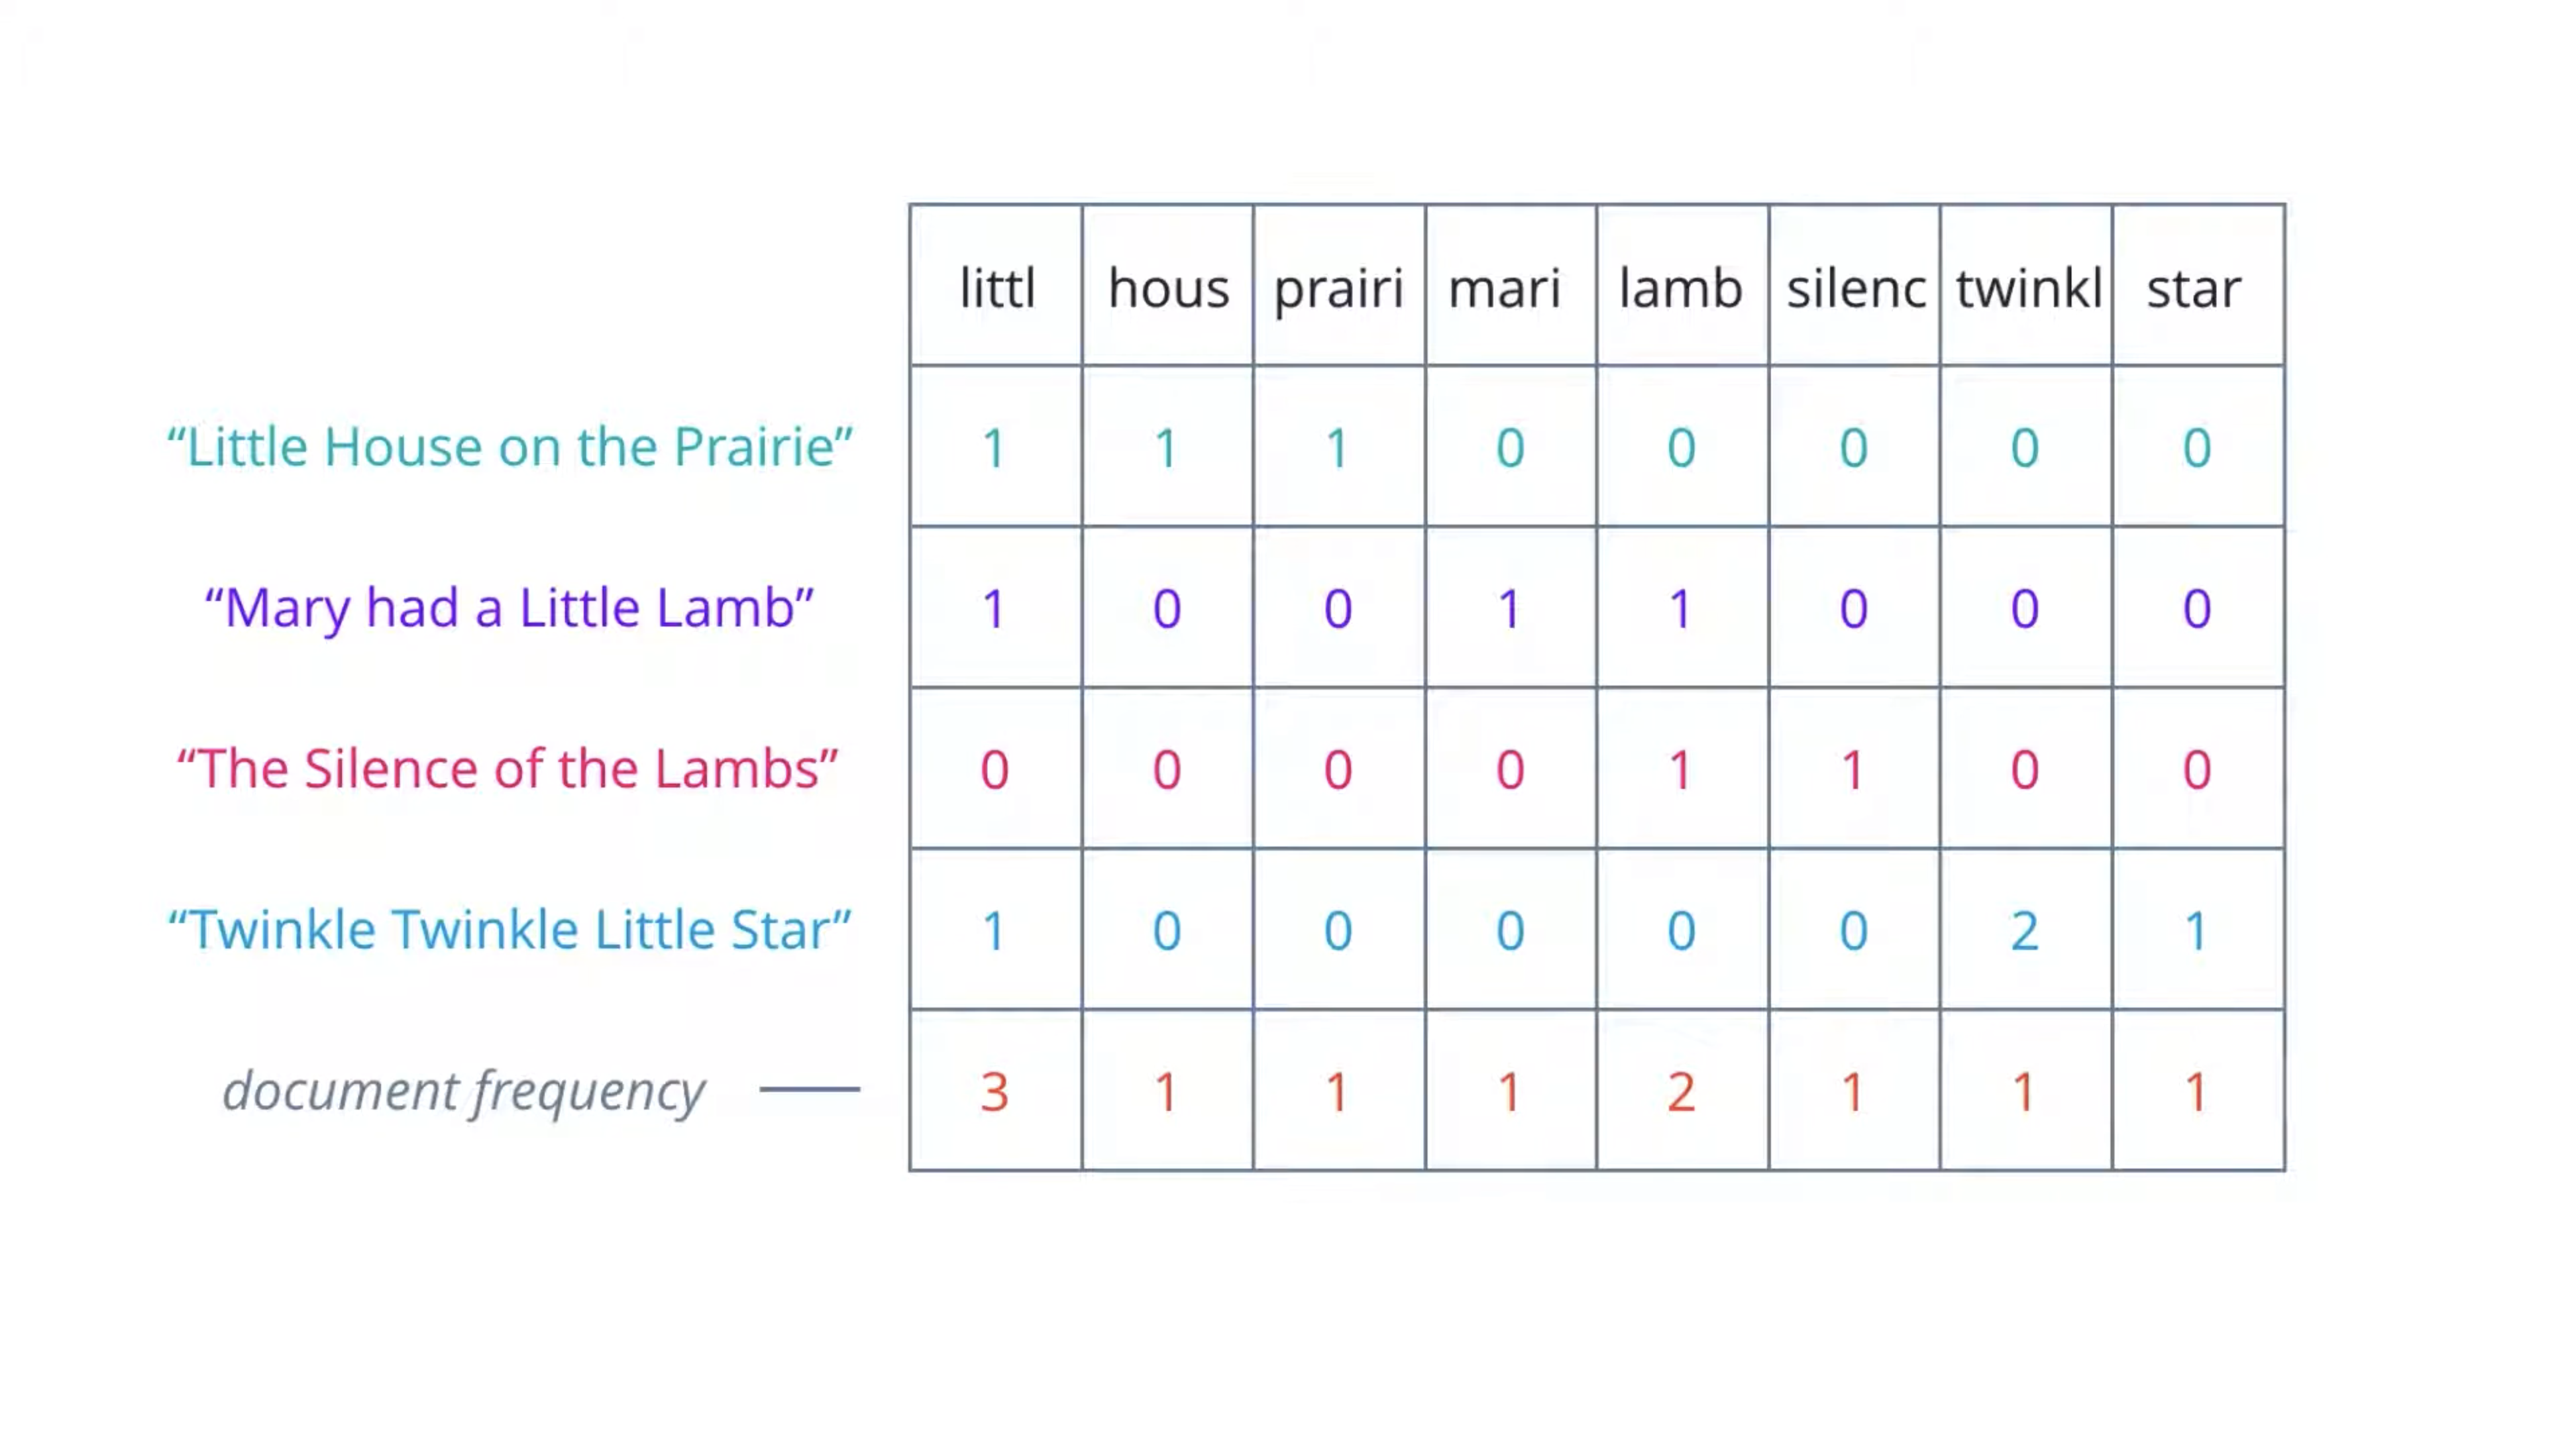 littl hous prairi mari lamb silenc twinkl star
“Little House on the Prairie” 1 1 1 0 0 0 0 0
“Mary had a Little Lamb” 1 0 0 1 1 0 0 0
“The Silence of the Lambs” 0 0 0 0 1 1 0 0
“Twinkle Twinkle Little Star” 1 0 0 0 0 0 2 1
document frequency 3 1 1 1 2 1 1 1